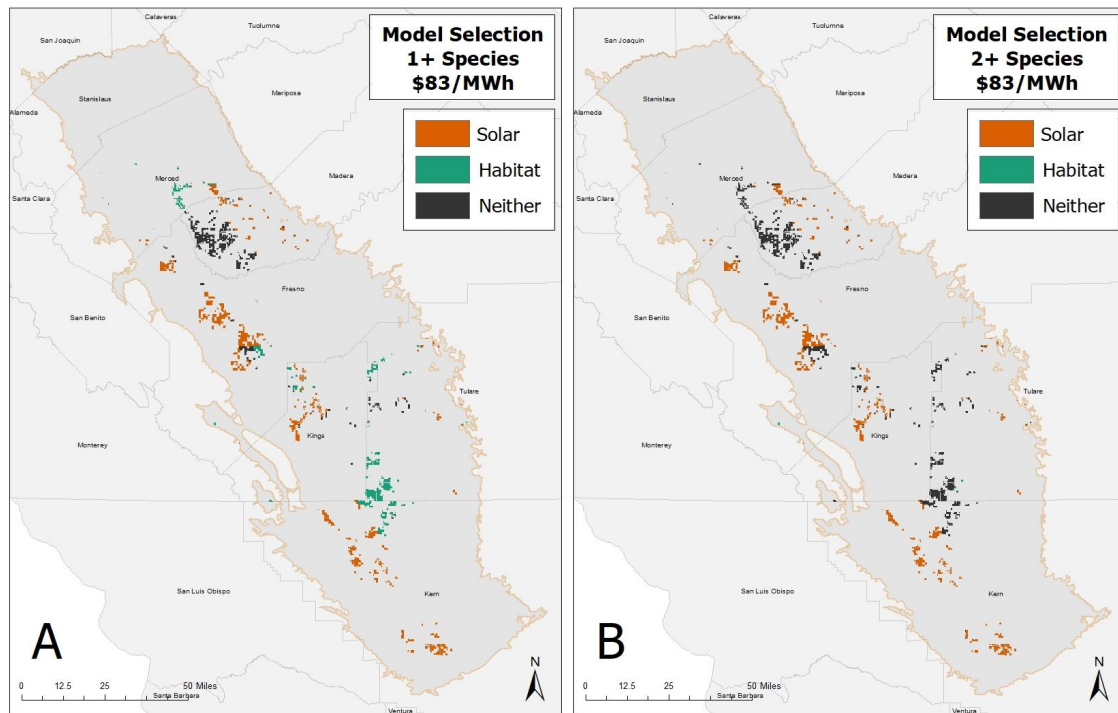 Calaveras
Tuolumne
San Joaquin
Model Selection
1+ Species
$83/MWh
Mariposa
Stanislaus
Alameda
Solar
Habitat
Neither
Merced
Madera
Santa Clara
Fresno
San Benito
Tulare
Kings
Monterey
San Luis Obispo
Kern
A
N
0 12.5 25 50 Miles
Santa Barbara
Ventura
Calaveras
Tuolumne
San Joaquin
Model Selection
2+ Species
$83/MWh
Mariposa
Stanislaus
Alameda
Solar
Habitat
Neither
Merced
Madera
Santa Clara
Fresno
San Benito
Tulare
Kings
Monterey
San Luis Obispo
Kern
B
N
0 12.5 25 50 Miles
Santa Barbara
Ventura